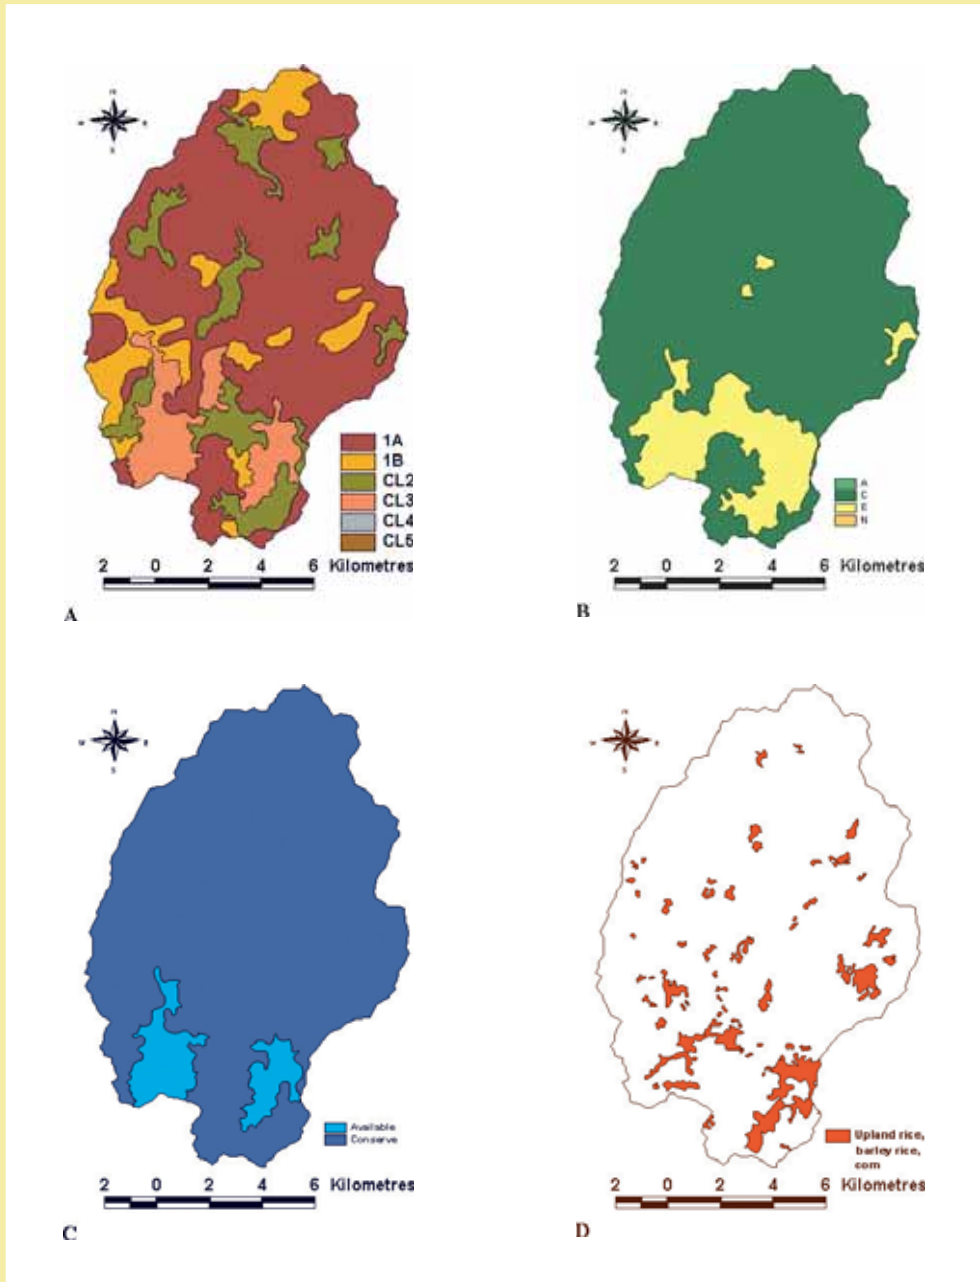 N
W E
S
1A
1B
CL2
CL3
CL4
CL5
2 0 2 4 6 Kilometres
A
N
W E
S
A
C
E
N
2 0 2 4 6 Kilometres
B
N
W E
S
Available
Conserve
2 0 2 4 6 Kilometres
C
N
W E
S
Upland rice,
barley rice,
corn
2 0 2 4 6 Kilometres
D